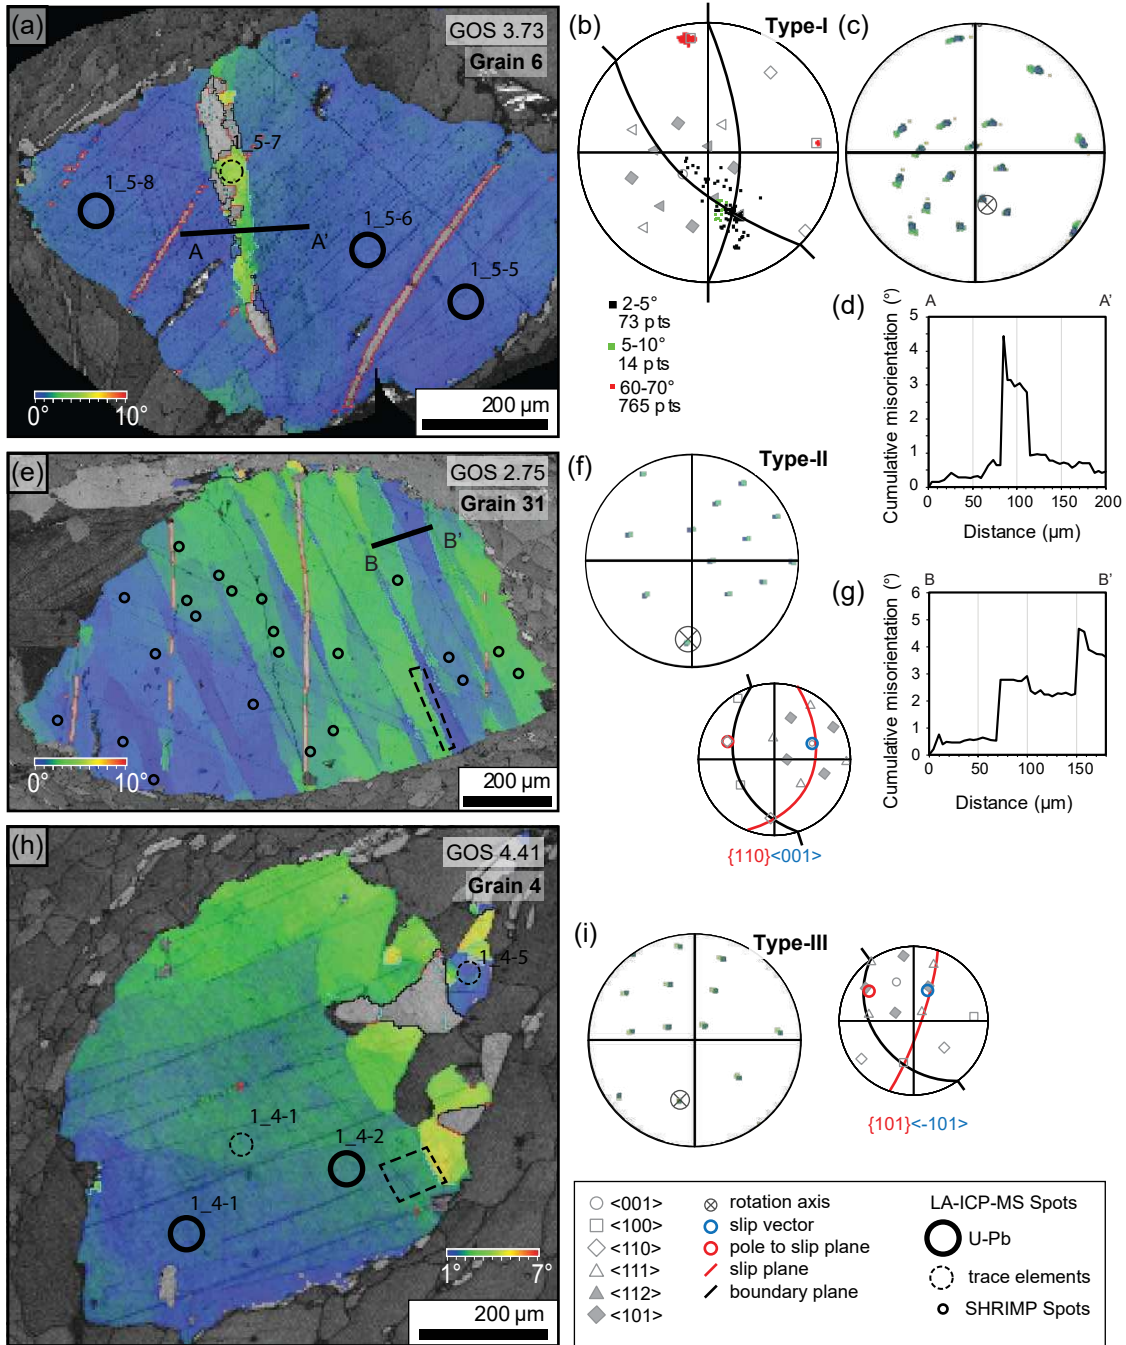 (a)
GOS 3.73
Grain 6
1_5-7
1_5-8
1_5-6
1_5-5
A
A'
0°
10°
200 µm
(b)
Type-I
2-5°
73 pts
5-10°
14 pts
60-70°
765 pts
(c)
(d)
A
A'
Cumulative misorientation (°)
5
4
3
2
1
0
0
50
100
150
200
Distance (µm)
(e)
GOS 2.75
Grain 31
B
B'
0°
10°
200 µm
(f)
Type-II
{110}<001>
(g)
B
B'
Cumulative misorientation (°)
6
5
4
3
2
1
0
0
50
100
150
Distance (µm)
(h)
GOS 4.41
Grain 4
1_4-5
1_4-1
1_4-2
1_4-1
1°
7°
200 µm
(i)
Type-III
{101}<-101>
<001>
<100>
<110>
<111>
<112>
<101>
rotation axis
slip vector
pole to slip plane
slip plane
boundary plane
LA-ICP-MS Spots
U-Pb
trace elements
SHRIMP Spots